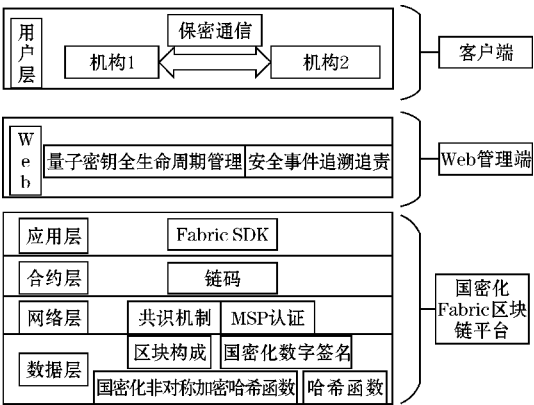 用户层
保密通信
机构1
机构2
客户端
Web
量子密钥全生命周期管理
安全事件追溯追责
Web管理端
应用层
Fabric SDK
合约层
链码
网络层
共识机制
MSP认证
数据层
区块构成
国密化数字签名
国密化非对称加密哈希函数
哈希函数
国密化
Fabric区块
链平台